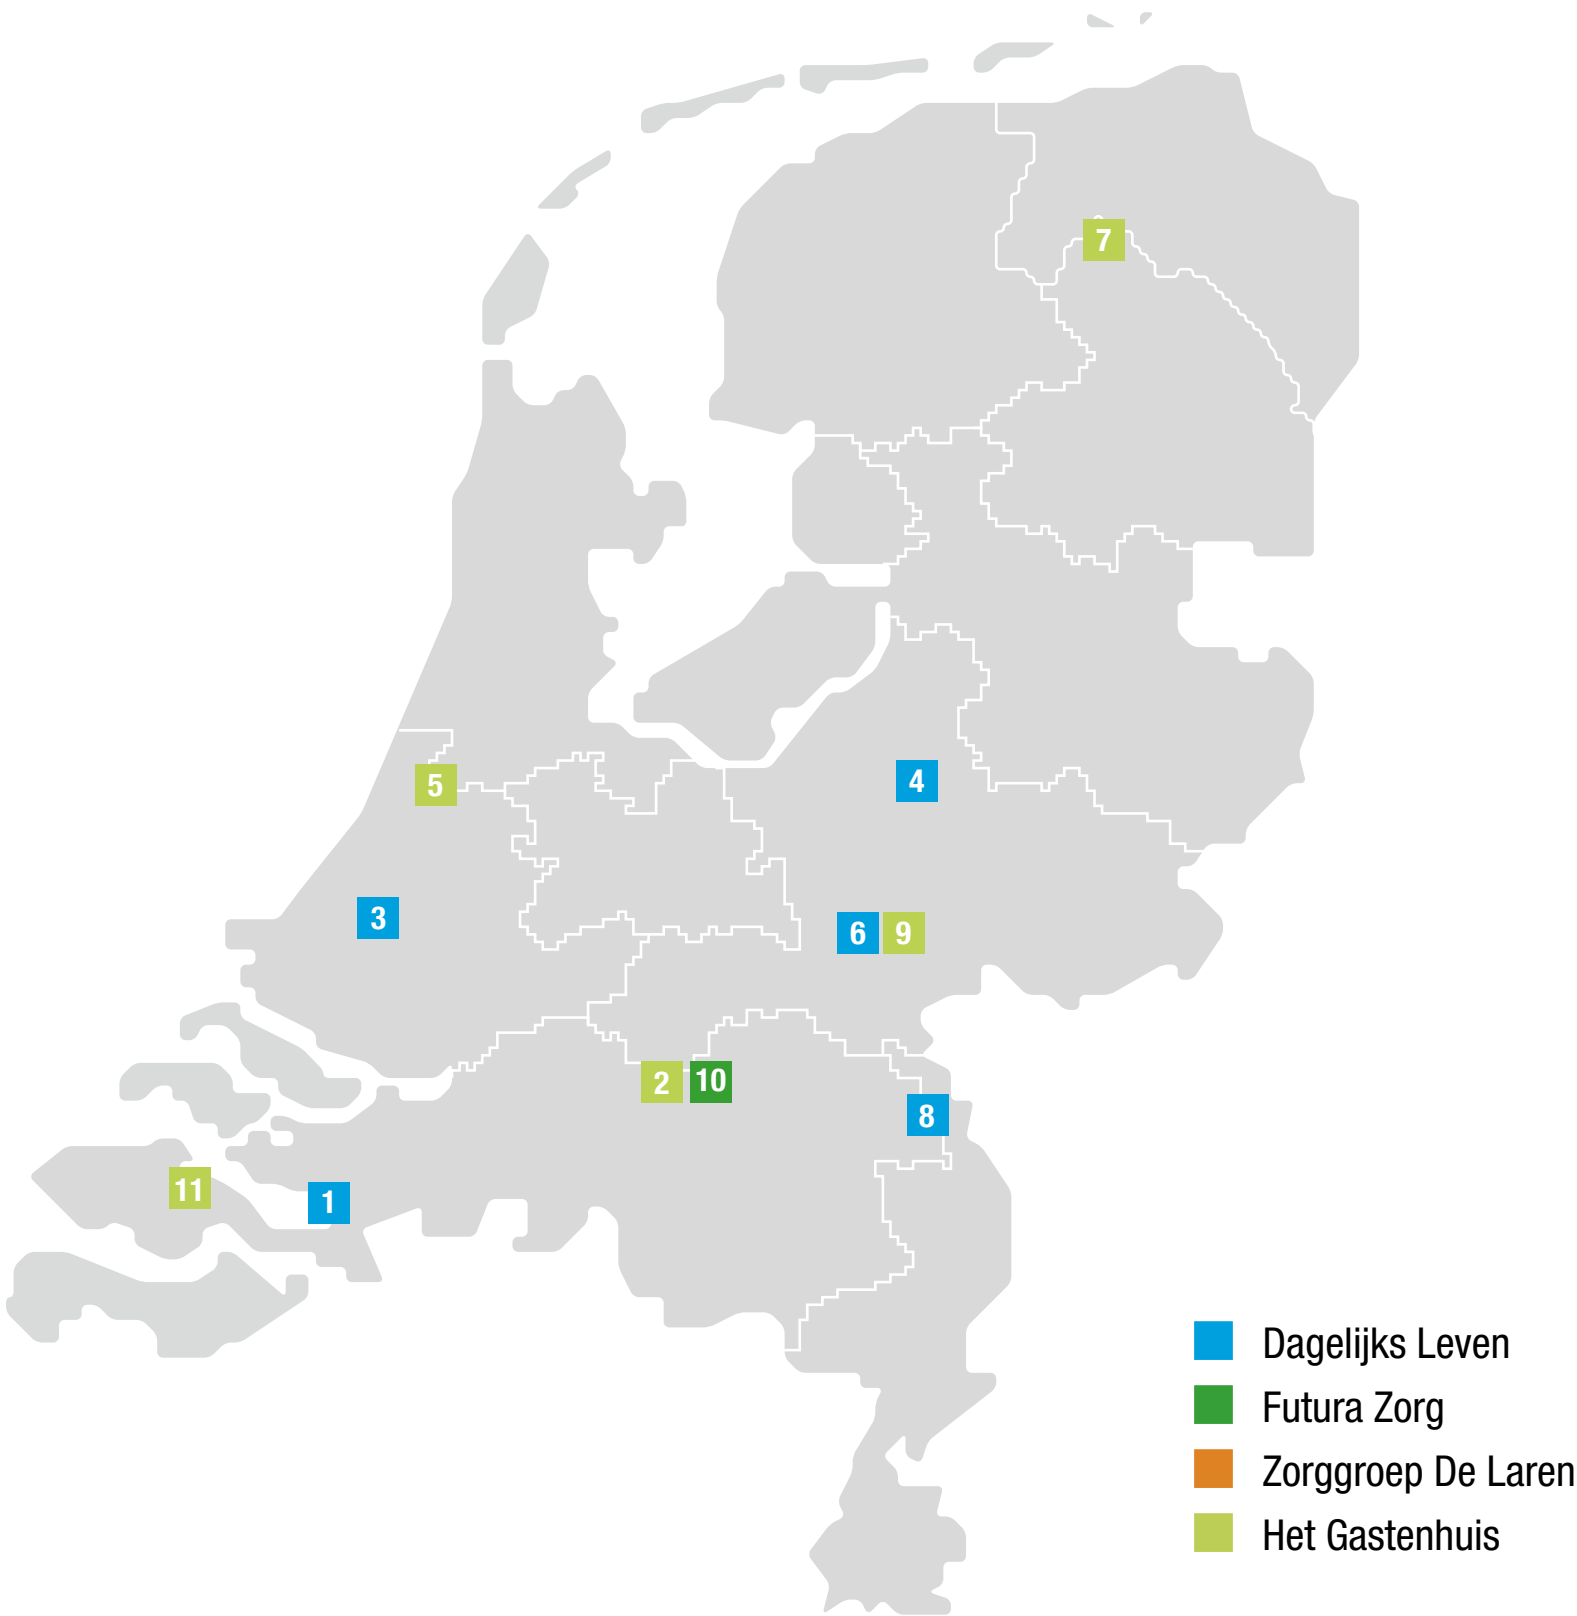 7
5
4
3
6 9
2 10
8
11
1
Dagelijks Leven
Futura Zorg
Zorggroep De Laren
Het Gastenhuis